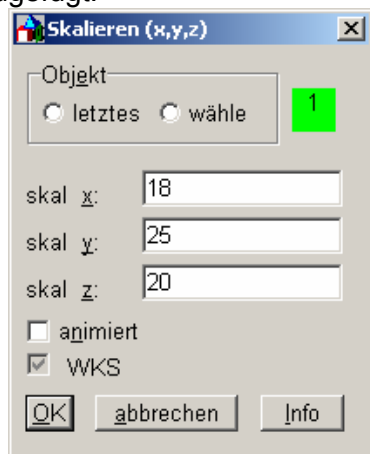 Skalieren (x,y,z)
Objekt
letztes wähle
1
skal x: 18
skal y: 25
skal z: 20
animiert
WKS
OK abbrechen Info